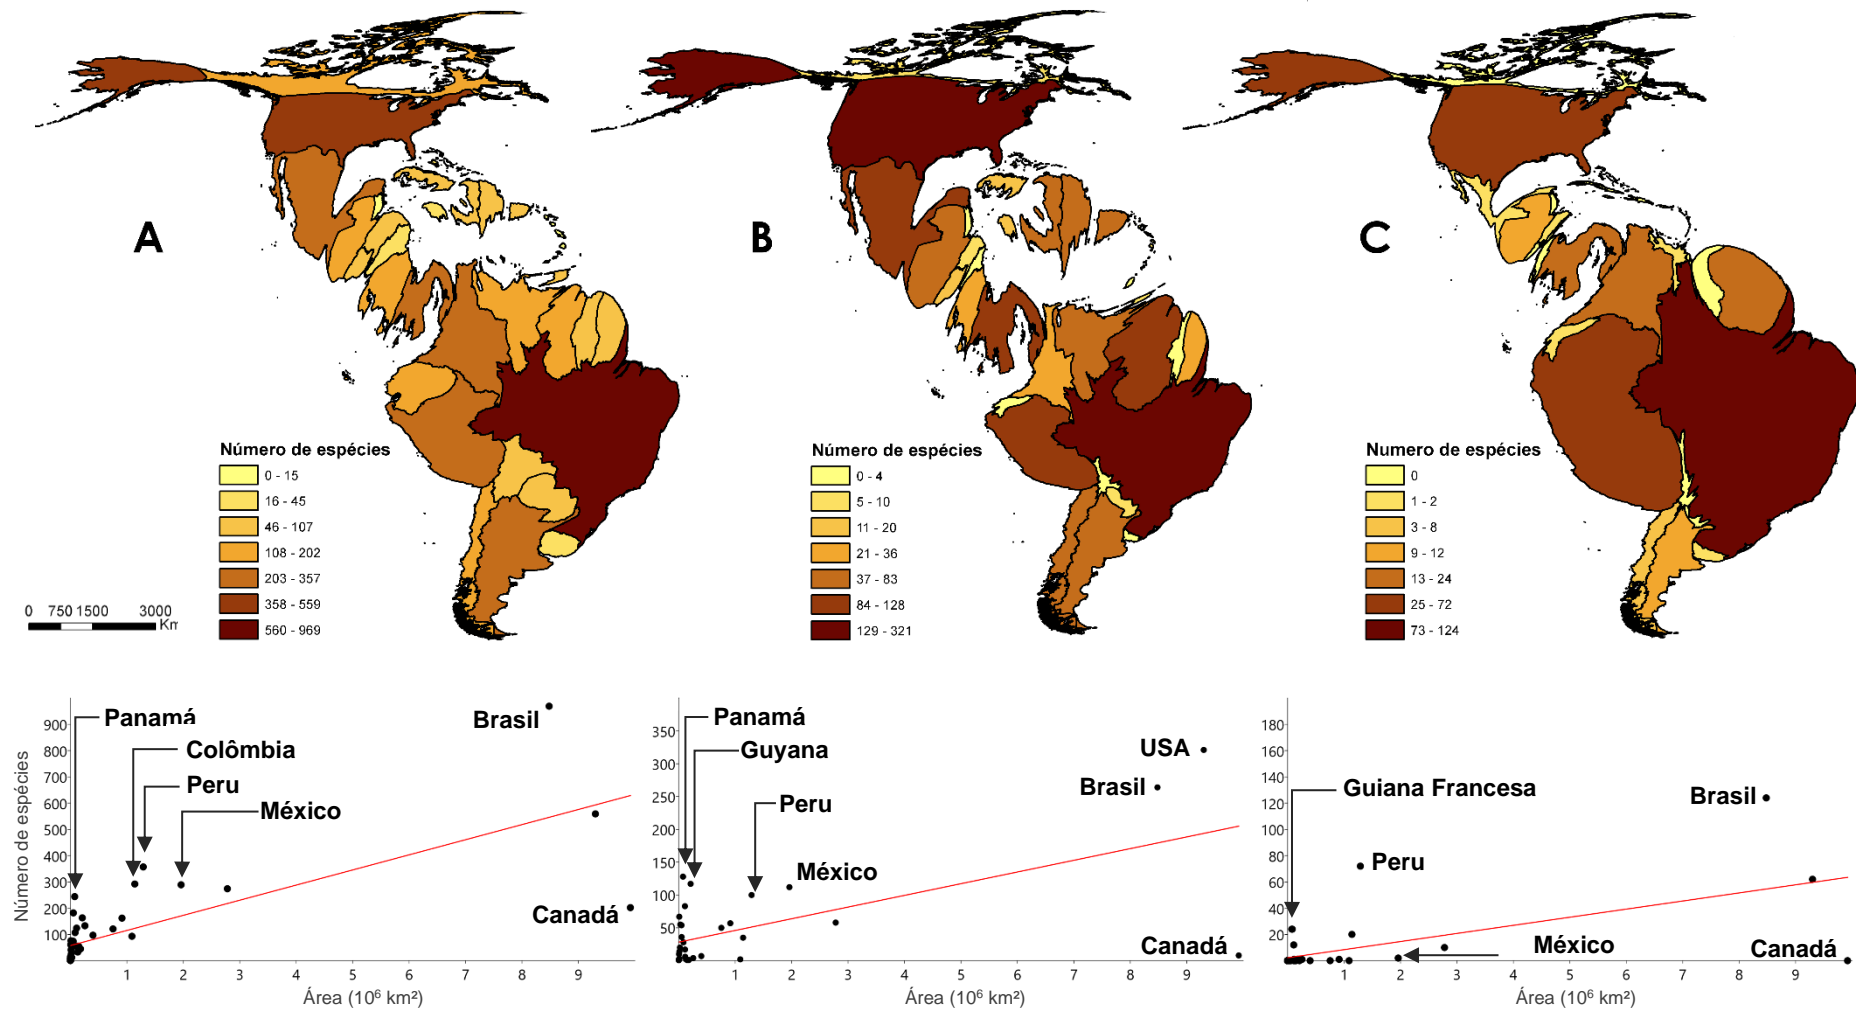 A
B
C
Número de espécies
0 - 15
16 - 45
46 - 107
108 - 202
203 - 357
358 - 559
560 - 969
Número de espécies
0 - 4
5 - 10
11 - 20
21 - 36
37 - 83
84 - 128
129 - 321
Número de espécies
0
1 - 2
3 - 8
9 - 12
13 - 24
25 - 72
73 - 124
0 750 1500 3000
Km
Número de espécies
900
800
700
600
500
400
300
200
100
Panamá
Colômbia
Peru
México
Brasil
Canadá
1 2 3 4 5 6 7 8 9
Área (10⁶ km²)
350
300
250
200
150
100
50
Panamá
Guyana
Peru
México
USA
Brasil
Canadá
1 2 3 4 5 6 7 8 9
Área (10⁶ km²)
180
160
140
120
100
80
60
40
20
Guiana Francesa
Peru
Brasil
México
Canadá
1 2 3 4 5 6 7 8 9
Área (10⁶ km²)